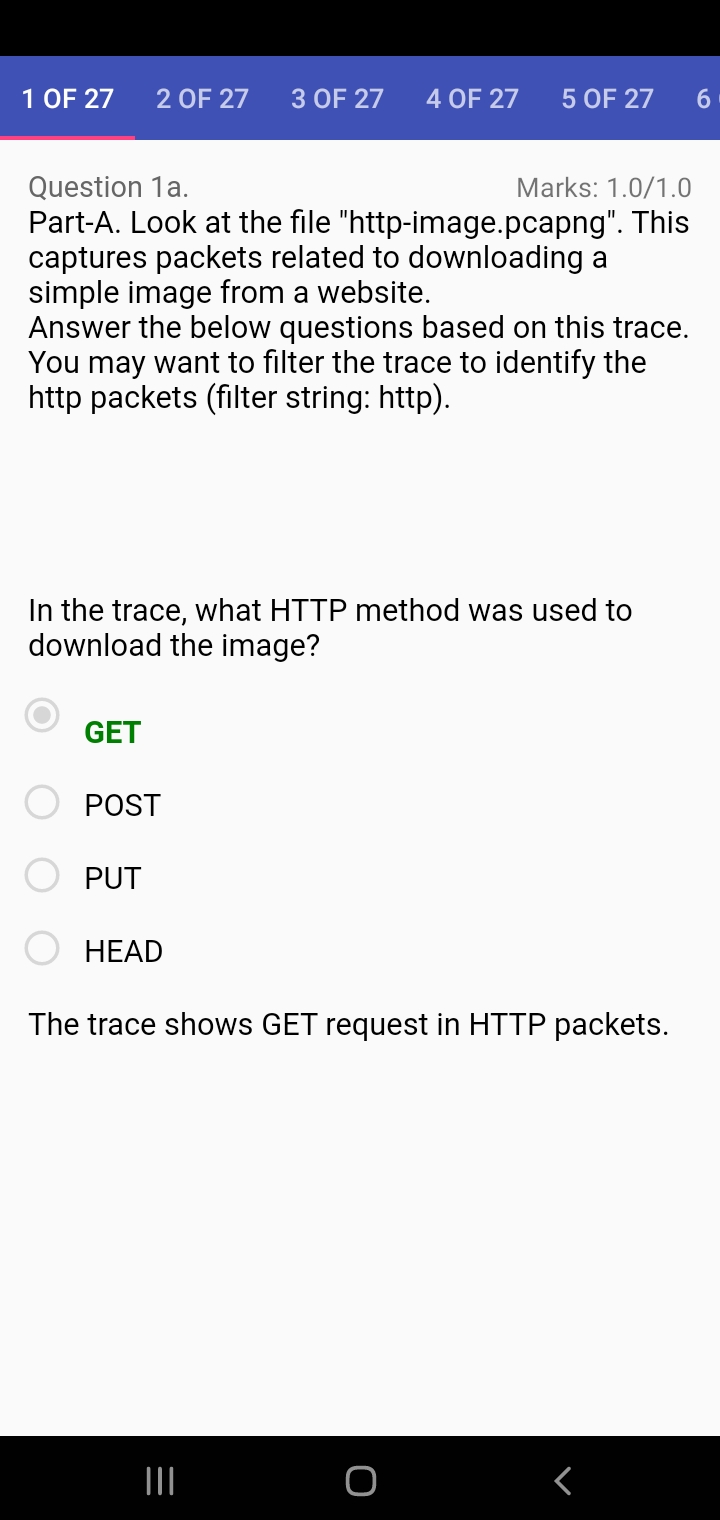 1 OF 27 2 OF 27 3 OF 27 4 OF 27 5 OF 27 6
Question 1a. Marks: 1.0/1.0
Part-A. Look at the file "http-image.pcapng". This
captures packets related to downloading a
simple image from a website.
Answer the below questions based on this trace.
You may want to filter the trace to identify the
http packets (filter string: http).
In the trace, what HTTP method was used to
download the image?
GET
POST
PUT
HEAD
The trace shows GET request in HTTP packets.